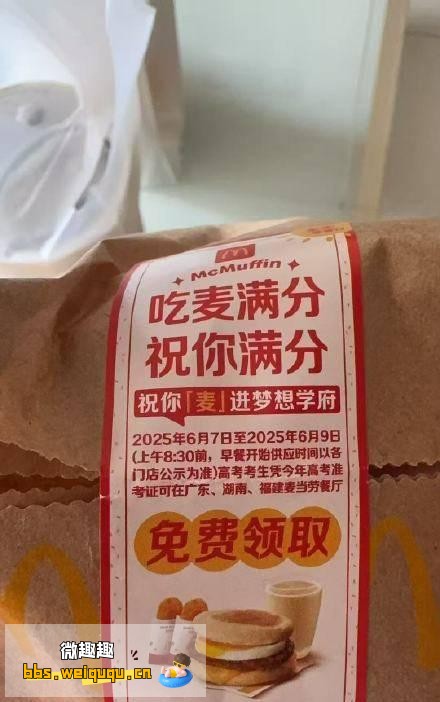 McMuffin
吃麦满分
祝你满分
祝你「麦」进梦想学府
2025年6月7日至2025年6月9日
(上午8:30前，早餐开始供应时间以各
门店公示为准)高考考生凭今年高考准
考证可在广东、湖南、福建麦当劳餐厅
免费领取
微趣趣
bbs.weiququ.cn